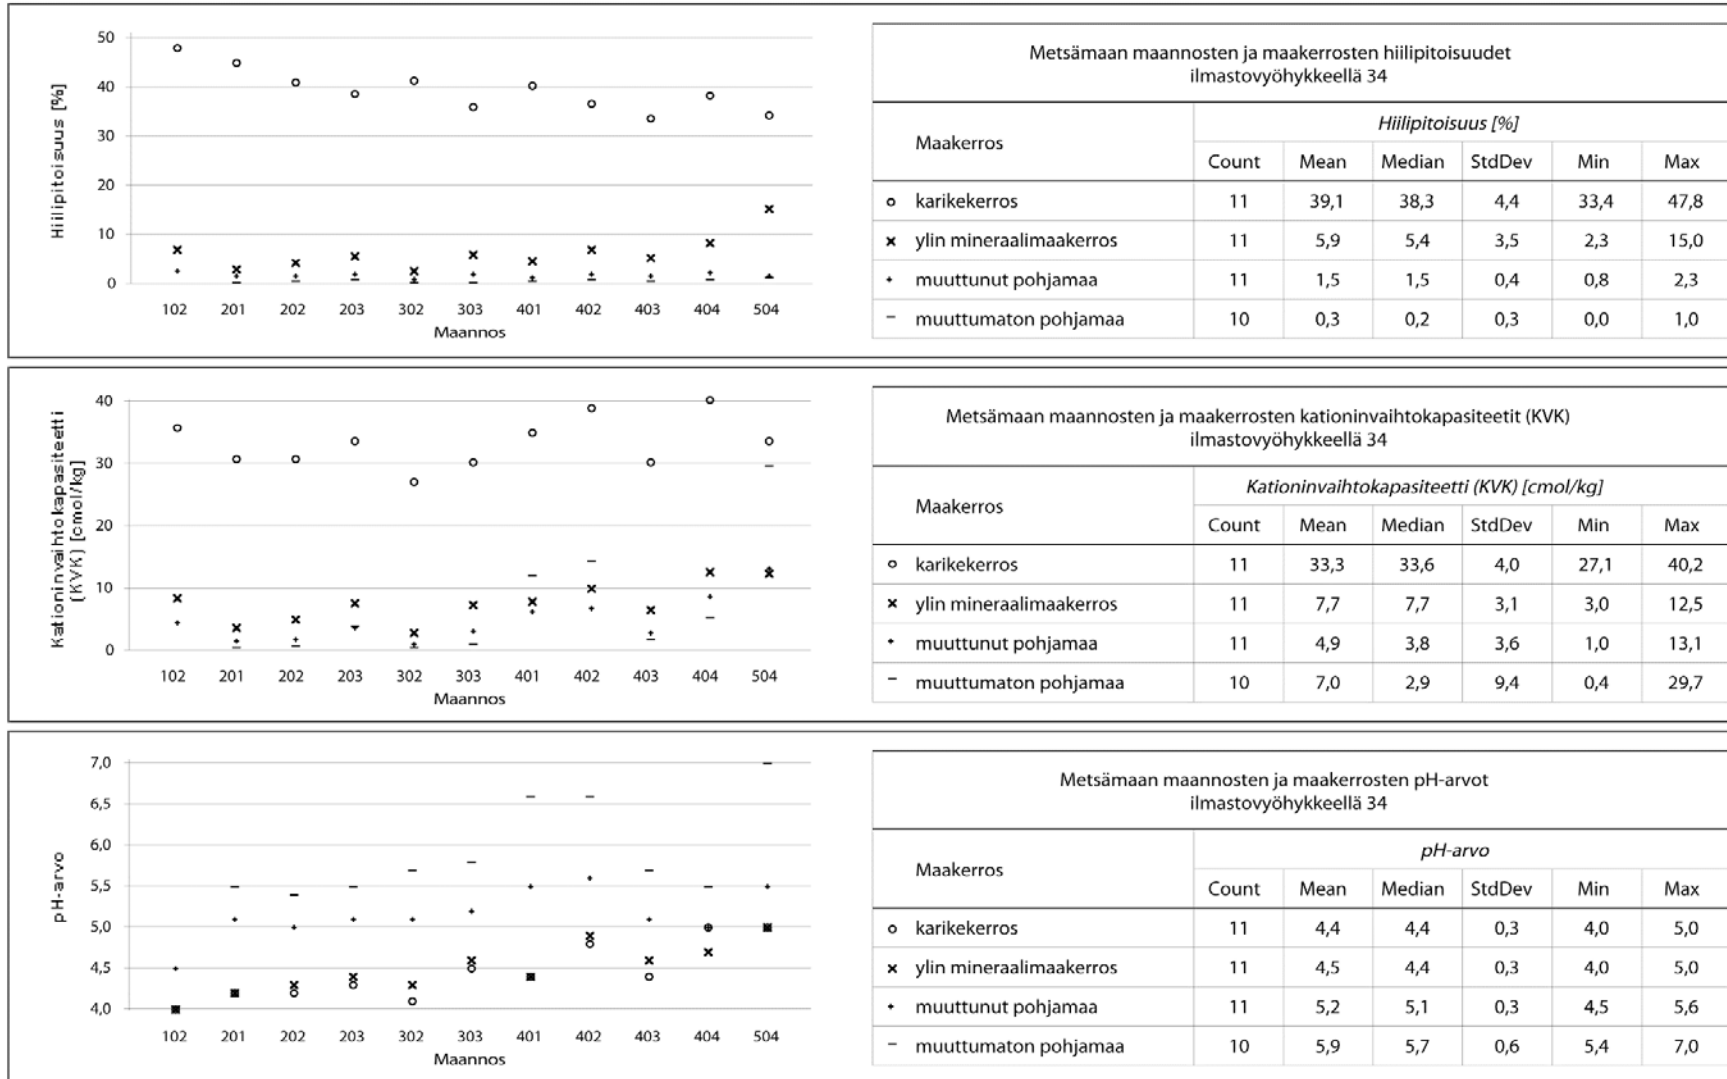 50
40
30
20
10
0
Hiilipitoisuus [%]
102 201 202 203 302 303 401 402 403 404 504
Maannos
Metsämaan maannosten ja maakerrosten hiilipitoisuudet
ilmastovyöhykkeellä 34
Maakerros
Hiilipitoisuus [%]
Count Mean Median StdDev Min Max
karikekerros 11 39,1 38,3 4,4 33,4 47,8
ylin mineraalimaakerros 11 5,9 5,4 3,5 2,3 15,0
muuttunut pohjamaa 11 1,5 1,5 0,4 0,8 2,3
muuttumaton pohjamaa 10 0,3 0,2 0,3 0,0 1,0
40
30
20
10
0
Kationinvaihtokapasiteetti
(KVK) [cmol/kg]
102 201 202 203 302 303 401 402 403 404 504
Maannos
Metsämaan maannosten ja maakerrosten kationinvaihtokapasiteetit (KVK)
ilmastovyöhykkeellä 34
Maakerros
Kationinvaihtokapasiteetti (KVK) [cmol/kg]
Count Mean Median StdDev Min Max
karikekerros 11 33,3 33,6 4,0 27,1 40,2
ylin mineraalimaakerros 11 7,7 7,7 3,1 3,0 12,5
muuttunut pohjamaa 11 4,9 3,8 3,6 1,0 13,1
muuttumaton pohjamaa 10 7,0 2,9 9,4 0,4 29,7
7,0
6,5
6,0
5,5
5,0
4,5
4,0
pH-arvo
102 201 202 203 302 303 401 402 403 404 504
Maannos
Metsämaan maannosten ja maakerrosten pH-arvot
ilmastovyöhykkeellä 34
Maakerros
pH-arvo
Count Mean Median StdDev Min Max
karikekerros 11 4,4 4,4 0,3 4,0 5,0
ylin mineraalimaakerros 11 4,5 4,4 0,3 4,0 5,0
muuttunut pohjamaa 11 5,2 5,1 0,3 4,5 5,6
muuttumaton pohjamaa 10 5,9 5,7 0,6 5,4 7,0